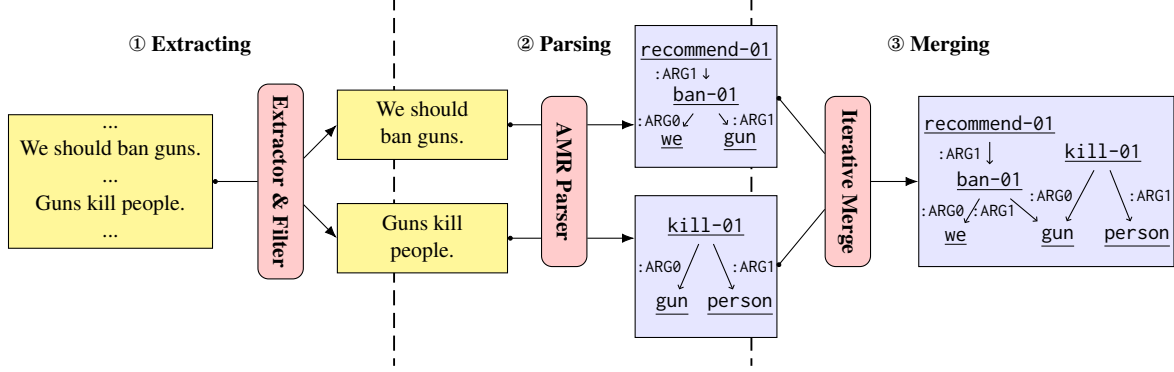 ① Extracting
② Parsing
③ Merging
...
We should ban guns.
...
Guns kill people.
...
Extractor & Filter
We should
ban guns.
Guns kill
people.
AMR Parser
recommend-01
:ARG1
ban-01
:ARG0 :ARG1
we gun
kill-01
:ARG0 :ARG1
gun person
Iterative Merge
recommend-01
:ARG1 kill-01
ban-01 :ARG0 :ARG1
:ARG0 :ARG1
we gun person